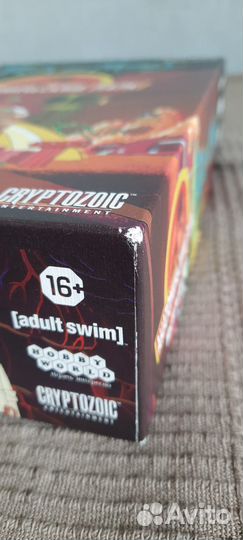 CRYPTOZOIC
ENTERTAINMENT
16+
[adult swim]
HOBBY
WORLD
CRYPTOZOIC
ENTERTAINMENT
Avito